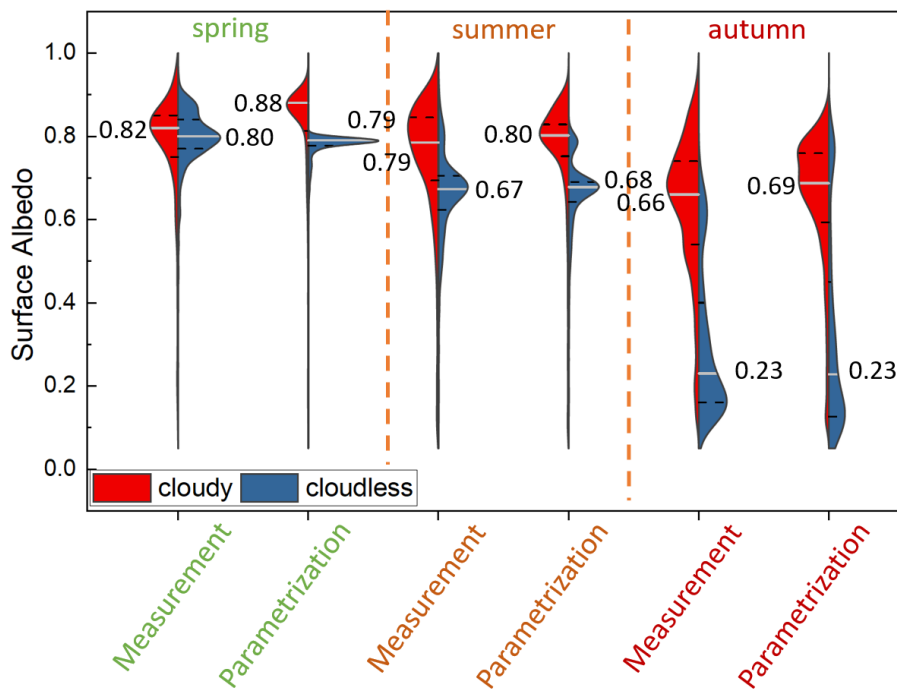 spring
summer
autumn
1.0
0.8
0.6
0.4
0.2
0.0
Surface Albedo
0.82
0.80
0.88
0.79
0.79
0.67
0.80
0.68
0.66
0.23
0.69
0.23
cloudy
cloudless
Measurement
Parametrization
Measurement
Parametrization
Measurement
Parametrization